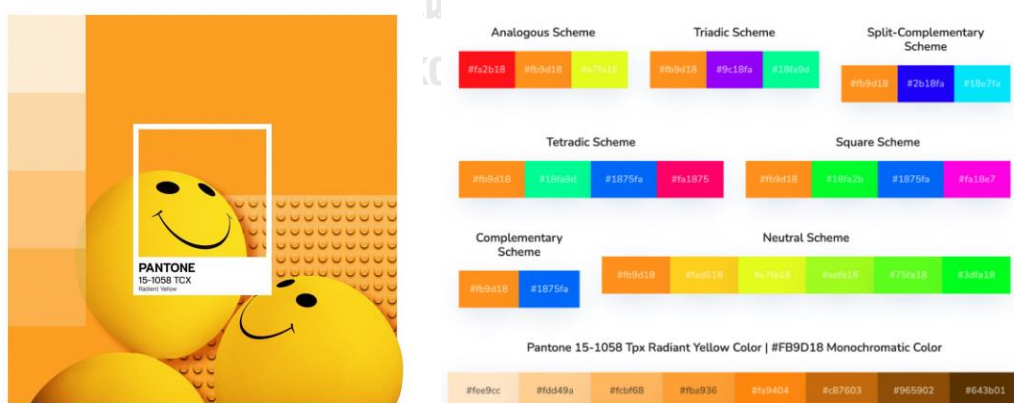 PANTONE
15-1058 TCX
Radient Yellow
Analogous Scheme
#fa2b18 #fb9d18 #e7fa18
Triadic Scheme
#fb9d18 #9c18fa #18fa9d
Split-Complementary
Scheme
#fb9d18 #2b18fa #18e7fa
Tetradic Scheme
#fb9d18 #18fa9d #1875fa #fa1875
Square Scheme
#fb9d18 #18fa2b #1875fa #fa18e7
Complementary
Scheme
#fb9d18 #1875fa
Neutral Scheme
#fb9d18 #fad518 #e7fa18 #aefa18 #75fa18 #3dfa18
Pantone 15-1058 Tpx Radiant Yellow Color | #FB9D18 Monochromatic Color
#fee9cc #fdd49a #fcbf68 #fba936 #fa9404 #c87603 #965902 #643b01